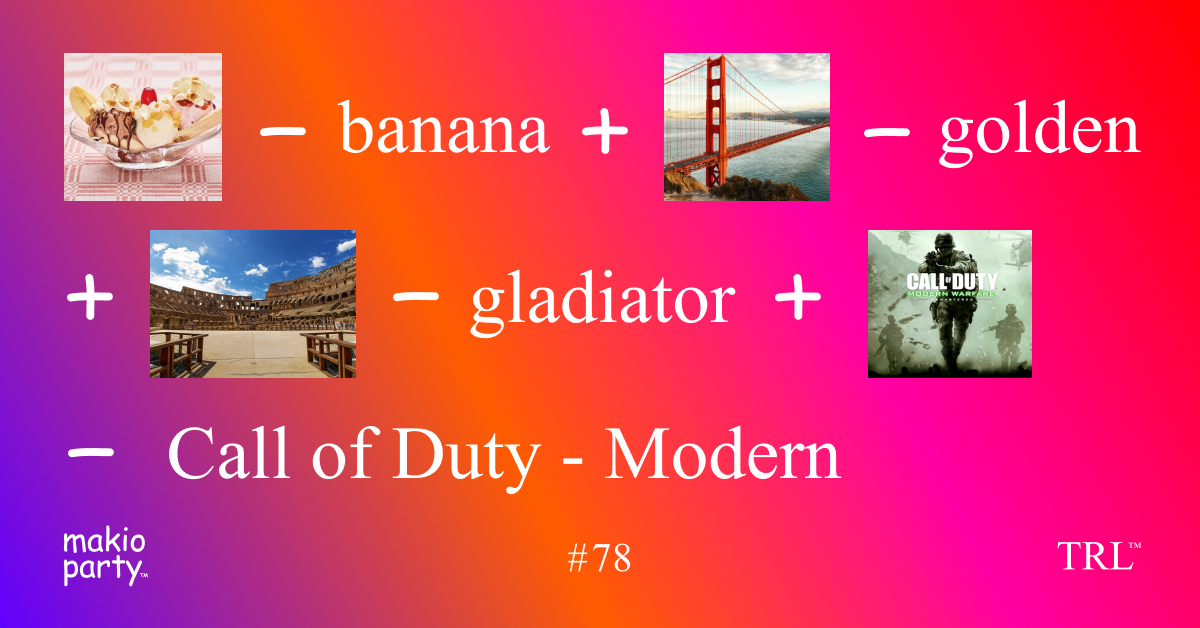 – banana + – golden
+ – gladiator + CALL OF DUTY
MODERN WARFARE
REMASTERED
– Call of Duty - Modern
makio
party™
#78
TRL™